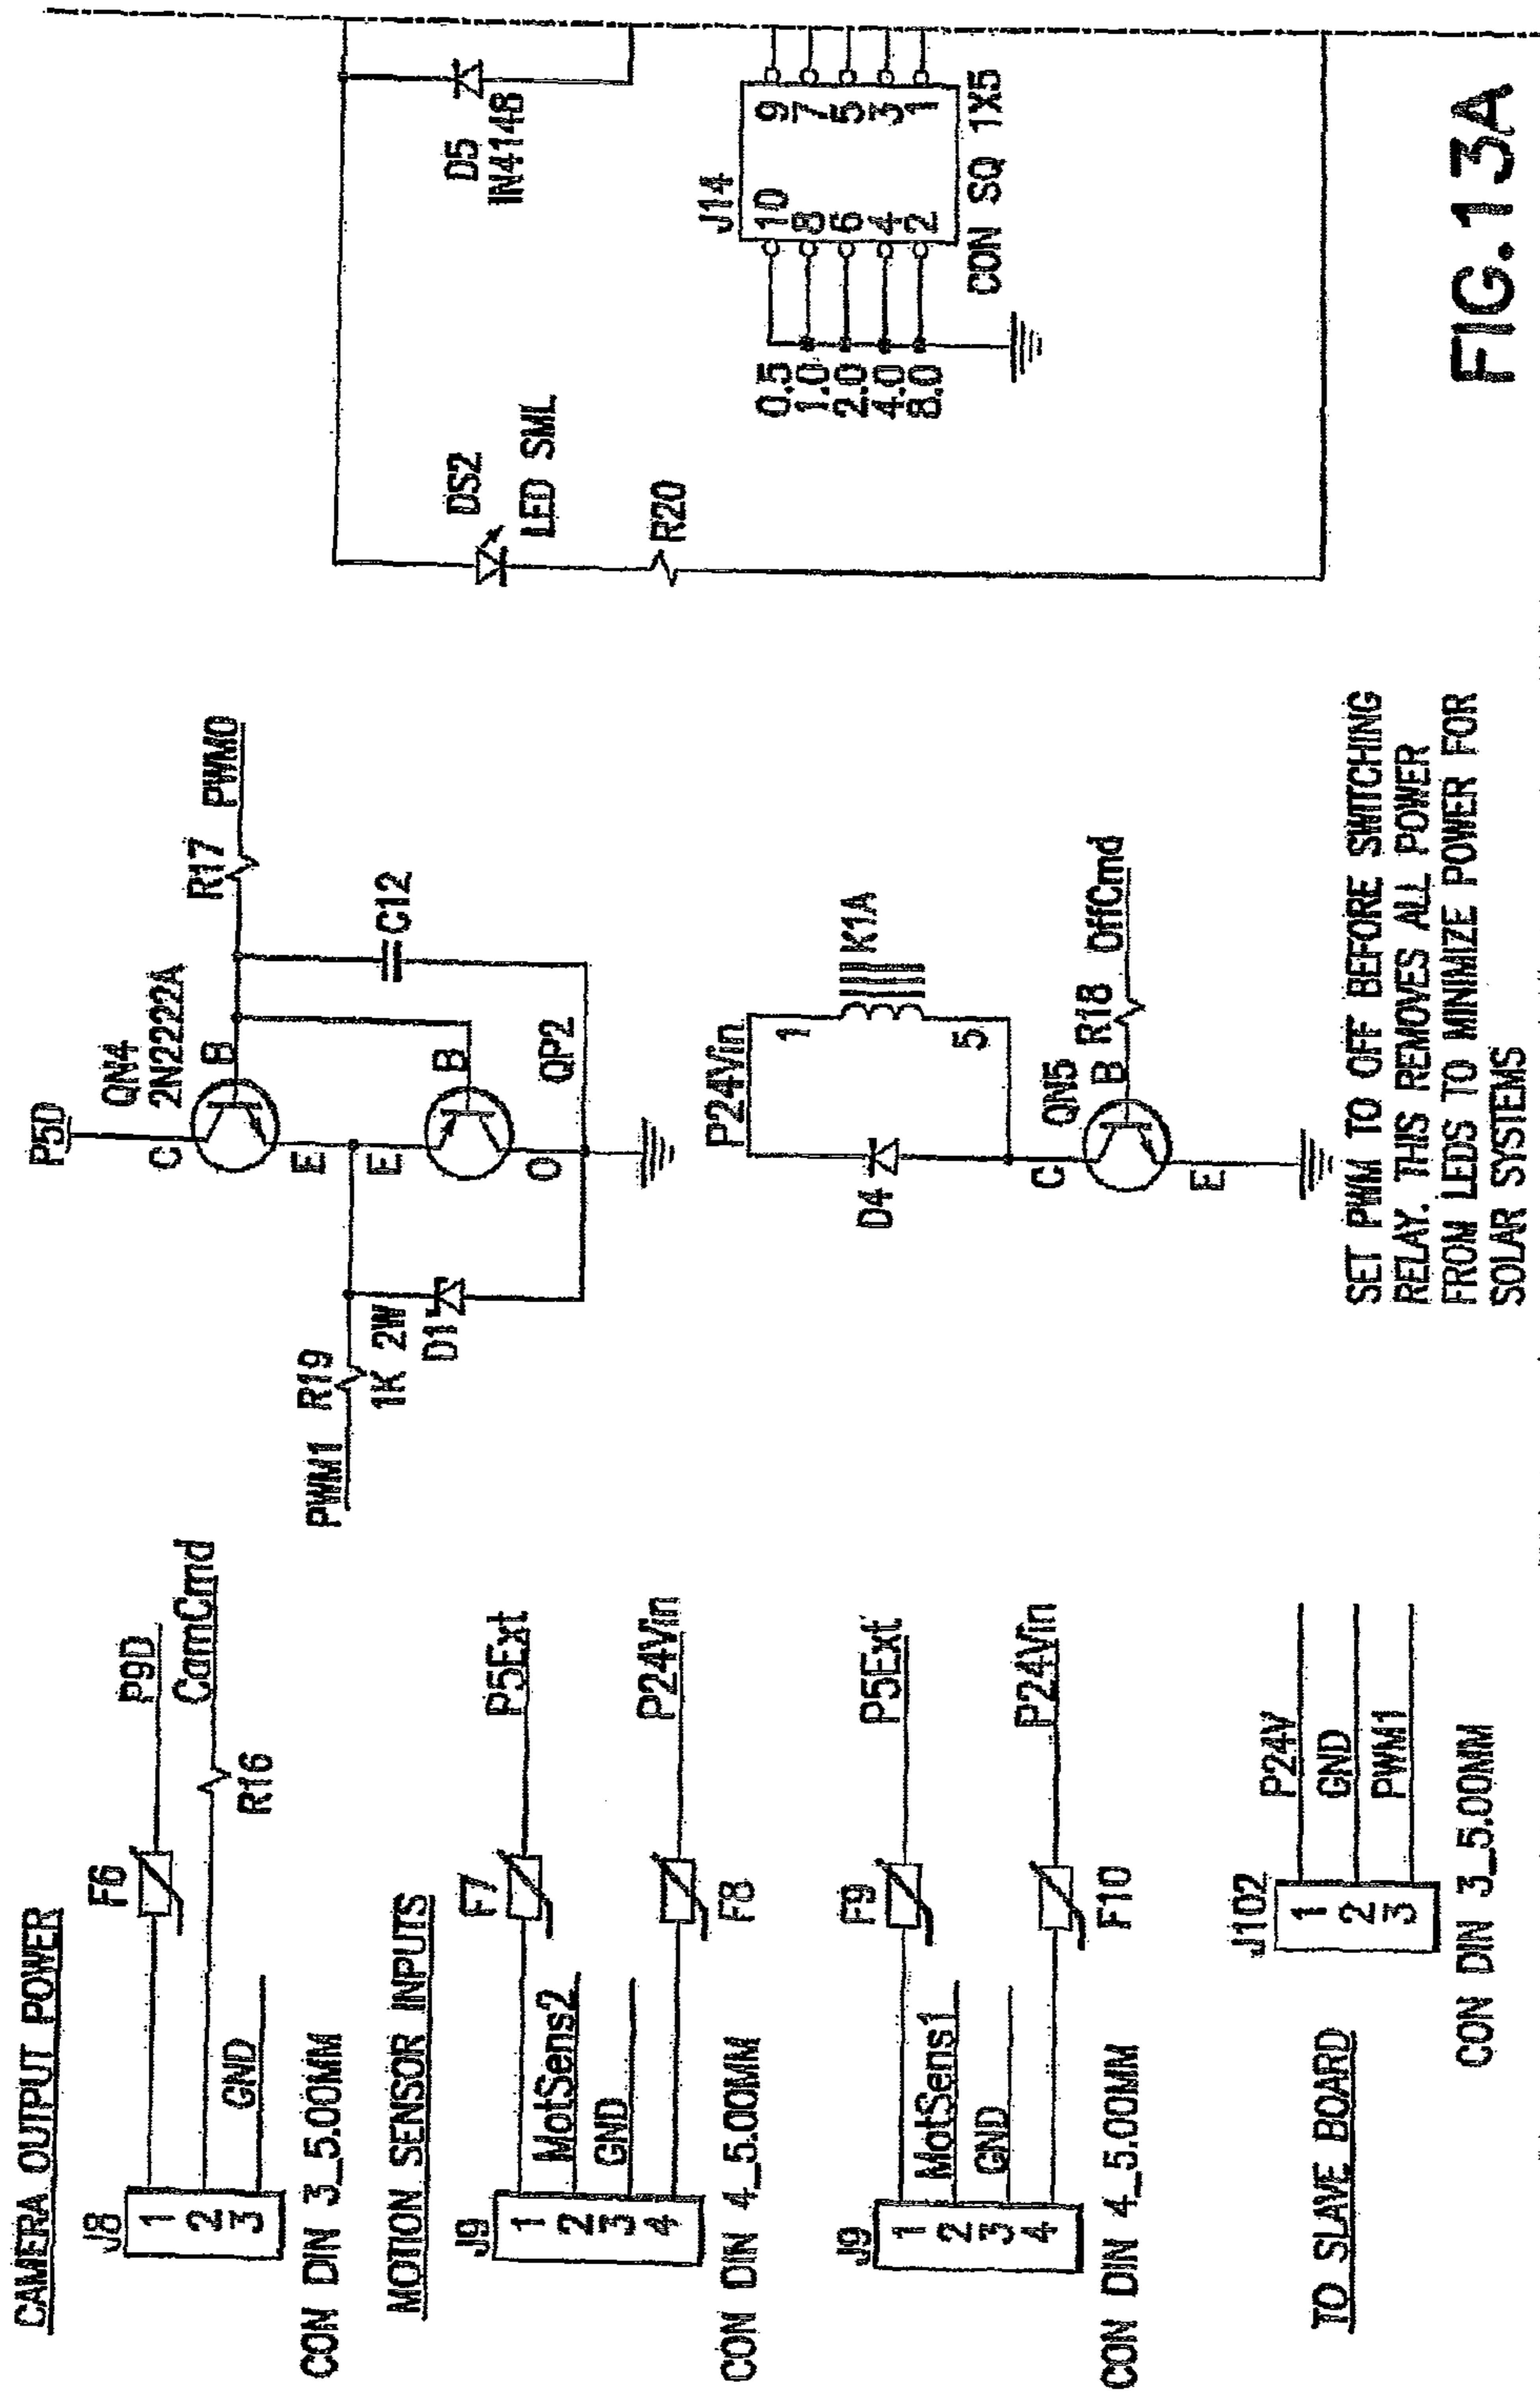 CAMERA OUTPUT POWER
J8
1
2
3
F6
P9D
CamCmd
R16
GND
CON DIN 3_5.00MM
MOTION SENSOR INPUTS
J9
1
2
3
4
F7
P5Ext
MotSens2
GND
P24Vin
F8
CON DIN 4_5.00MM
J9
1
2
3
4
F9
P5Ext
MotSens1
GND
P24Vin
F10
CON DIN 4_5.00MM
TO SLAVE BOARD
J102
1
2
3
P24V
GND
PWM1
CON DIN 3_5.00MM
P5D
QN4
2N2222A
C
B
E
R17
PWM0
PWM1
R19
1K 2W
D1
E
B
O
QP2
C12
P24Vin
1
5
K1A
D4
QN5
C
B
E
R18
OffCmd
SET PWM TO OFF BEFORE SWITCHING
RELAY. THIS REMOVES ALL POWER
FROM LEDS TO MINIMIZE POWER FOR
SOLAR SYSTEMS
DS2
LED SML
R20
D5
IN4148
J14
10 9
8 7
6 5
4 3
2 1
0.5
1.0
2.0
4.0
8.0
CON SQ 1X5
FIG.13A